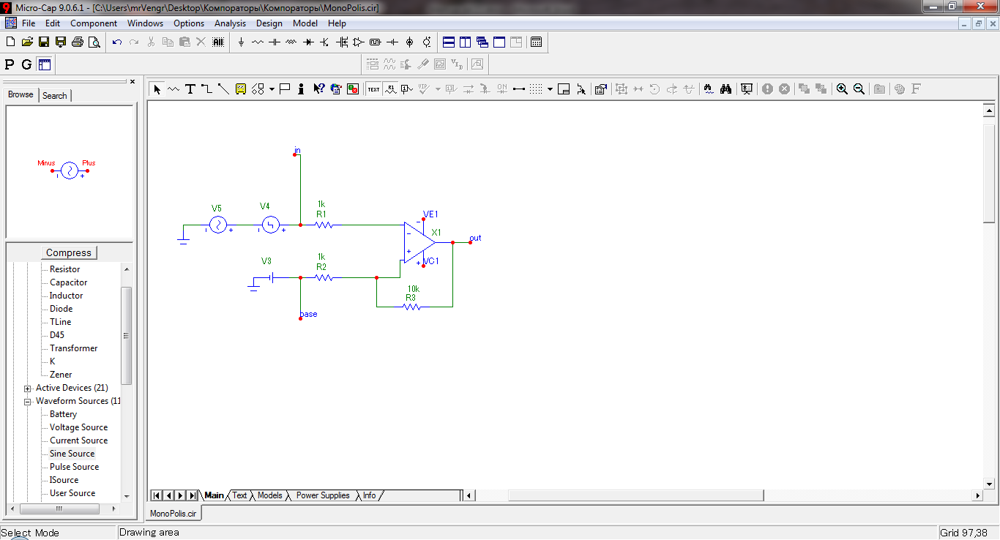 Micro-Cap 9.0.6.1 - [C:\Users\mrVengr\Desktop\Компораторы\Компораторы\MonoPolis.cir]
File Edit Component Windows Options Analysis Design Model Help
P G
Browse Search
TEXT R1
Minus Plus
in
V5 V4 1k
R1
VE1
X1
out
VC1
V3 1k
R2
10k
R3
base
Compress
Resistor
Capacitor
Inductor
Diode
TLine
D45
Transformer
K
Zener
Active Devices (21)
Waveform Sources (11
Battery
Voltage Source
Current Source
Sine Source
Pulse Source
ISource
User Source
Main Text Models Power Supplies Info
MonoPolis.cir
Select Mode Drawing area Grid 97,38